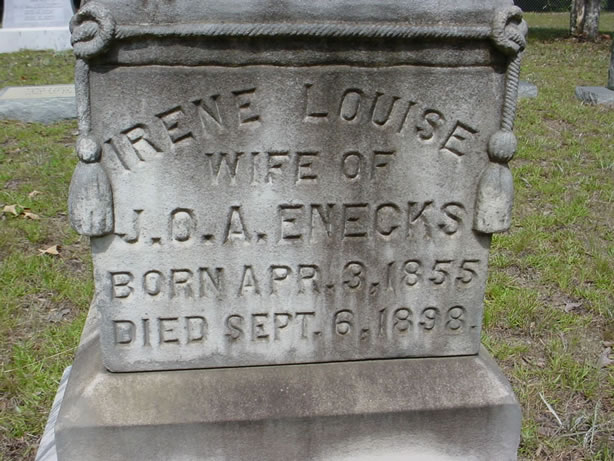 IRENE LOUISE
WIFE OF
J.O.A. ENECKS
BORN APR. 3, 1855
DIED SEPT. 6, 1898.